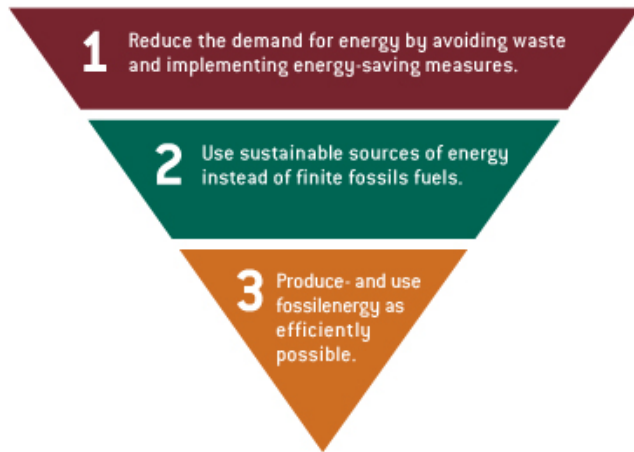 1
Reduce the demand for energy by avoiding waste
and implementing energy-saving measures.
2
Use sustainable sources of energy
instead of finite fossils fuels.
3
Produce- and use
fossilenergy as
efficiently
possible.